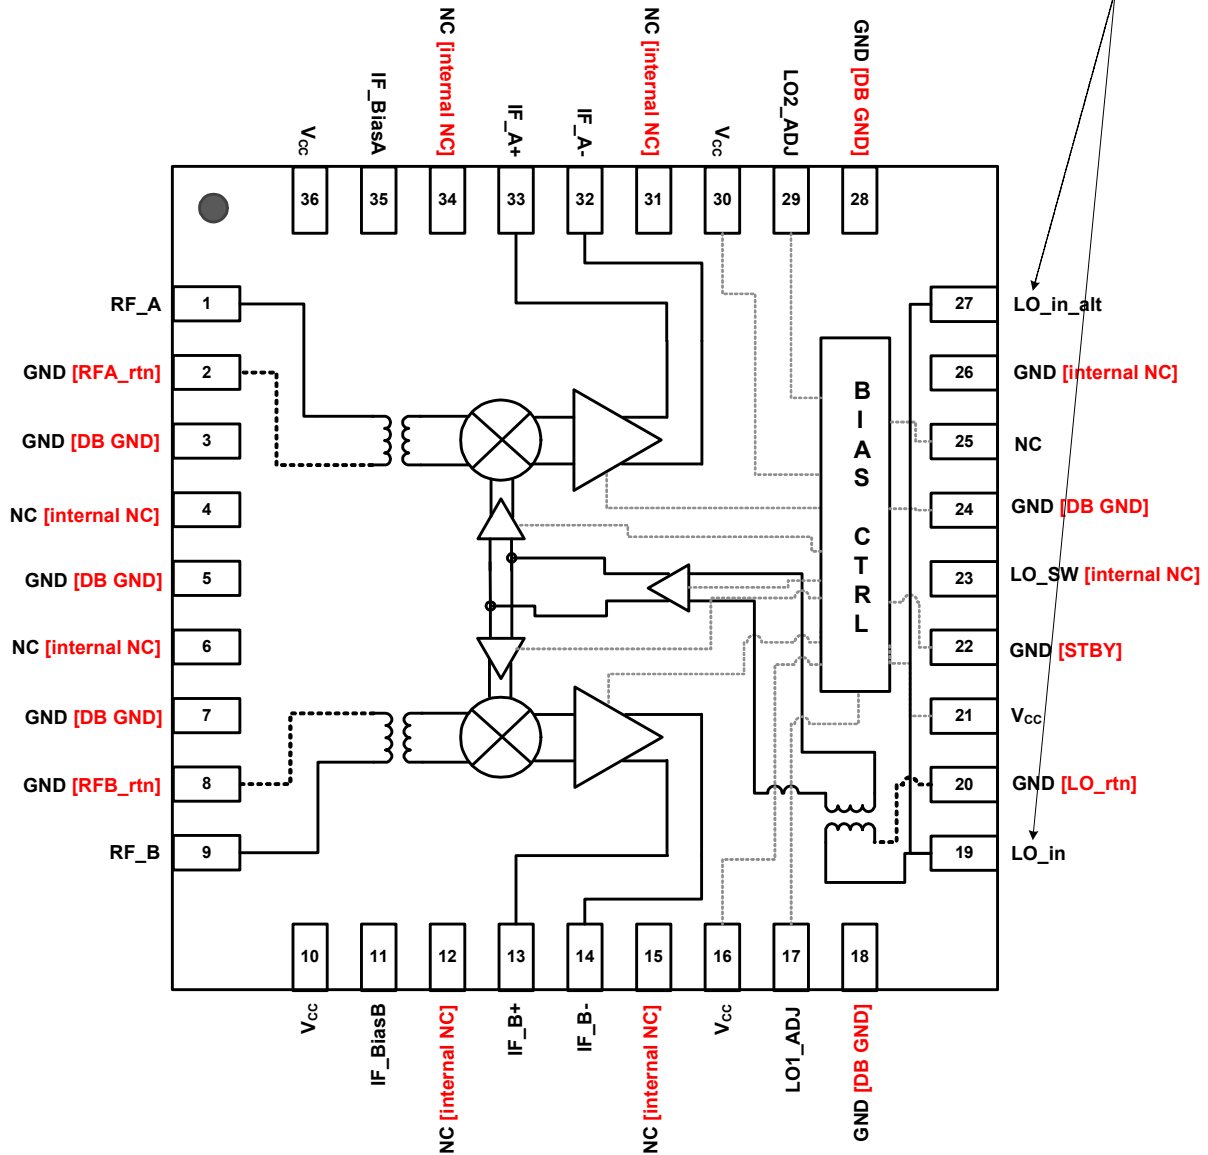 NC [internal NC]
NC [internal NC]
GND [DB GND]
IF_BiasA
IF_A+
IF_A-
LO2_ADJ
VCC
VCC
36
35
34
33
32
31
30
29
28
RF_A
1
27
LO_in_alt
GND [RFA_rtn]
2
26
GND [internal NC]
GND [DB GND]
3
25
NC
NC [internal NC]
4
24
GND [DB GND]
GND [DB GND]
5
23
LO_SW [internal NC]
NC [internal NC]
6
22
GND [STBY]
GND [DB GND]
7
21
VCC
GND [RFB_rtn]
8
20
GND [LO_rtn]
RF_B
9
19
LO_in
BIAS
CTRL
10
11
12
13
14
15
16
17
18
VCC
IF_BiasB
NC [internal NC]
IF_B+
IF_B-
NC [internal NC]
VCC
LO1_ADJ
GND [DB GND]